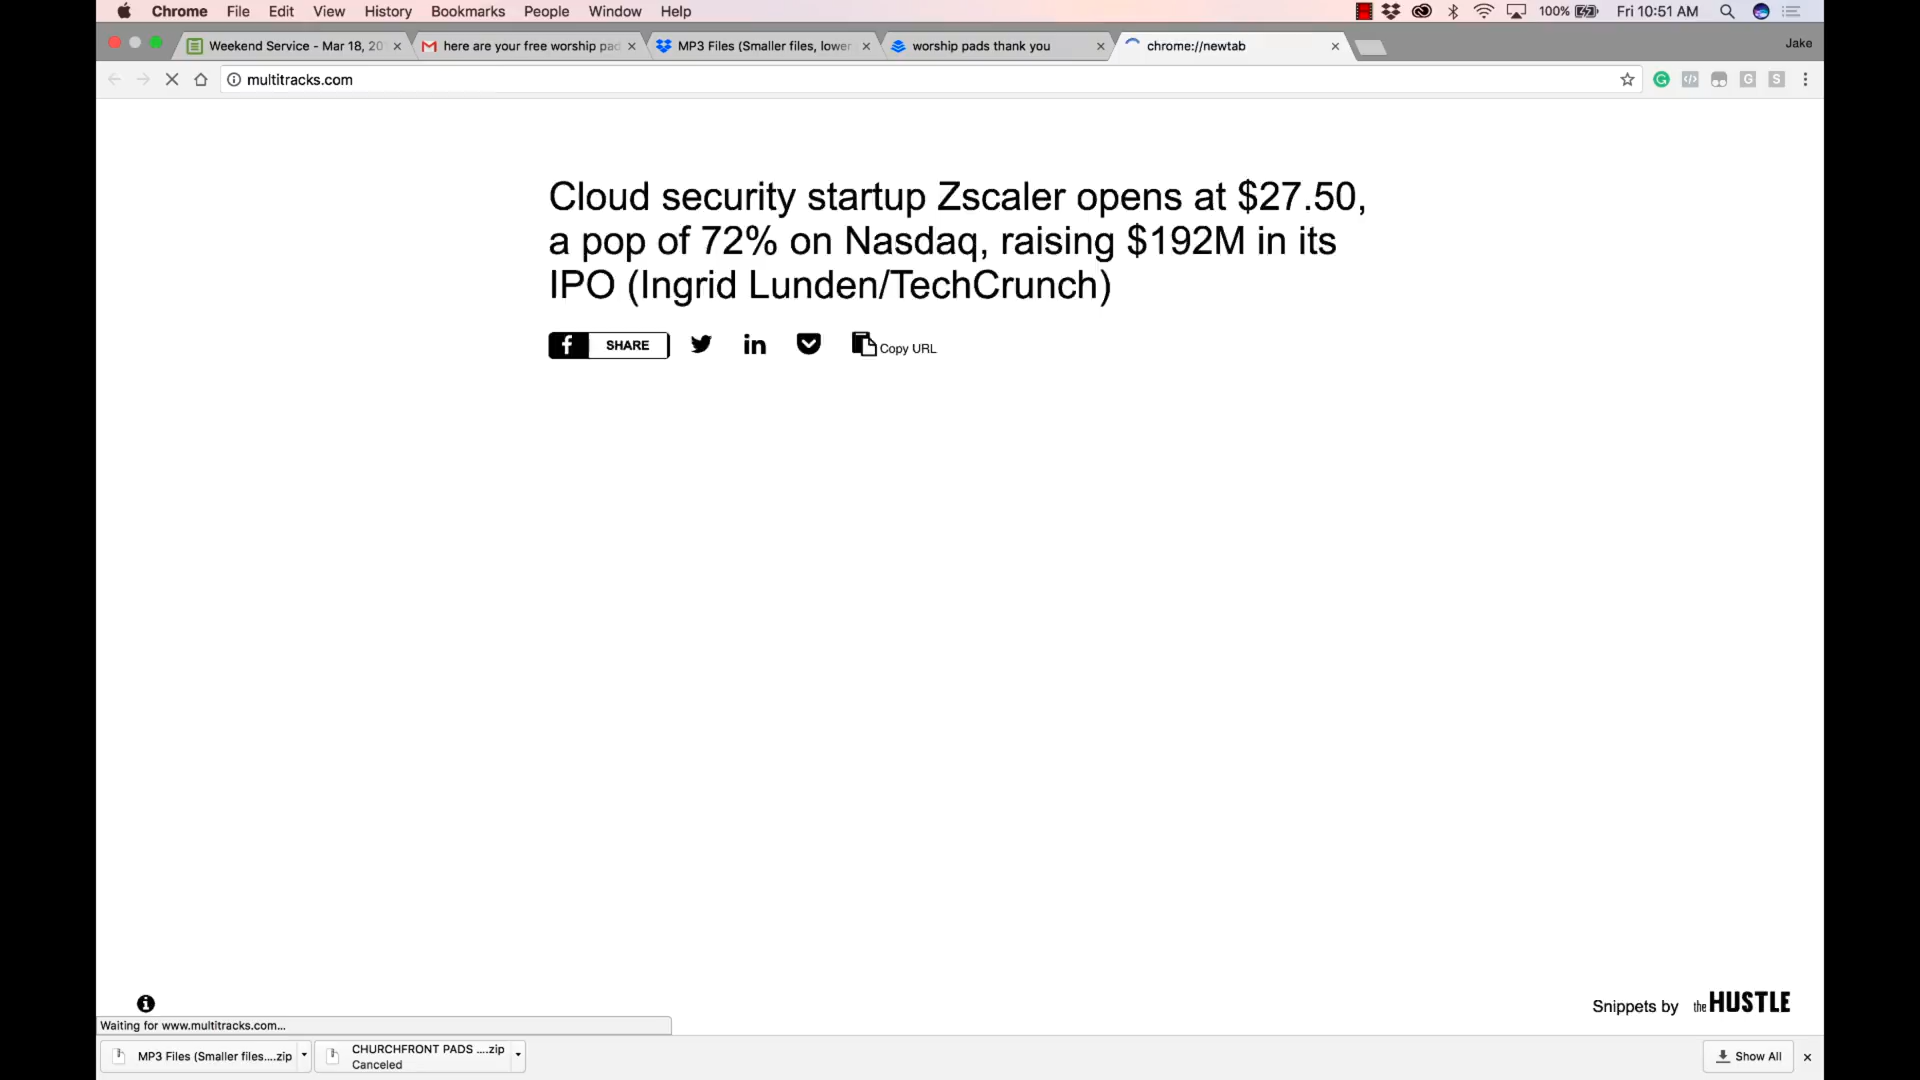 Chrome File Edit View History Bookmarks People Window Help 100% Fri 10:51 AM
Weekend Service - Mar 18, 20 here are your free worship pad MP3 Files (Smaller files, lower worship pads thank you chrome://newtab Jake
multitracks.com
Cloud security startup Zscaler opens at $27.50,
a pop of 72% on Nasdaq, raising $192M in its
IPO (Ingrid Lunden/TechCrunch)
SHARE Copy URL
Snippets by the HUSTLE
Waiting for www.multitracks.com...
MP3 Files (Smaller files....zip CHURCHFRONT PADS ....zip Show All
Canceled